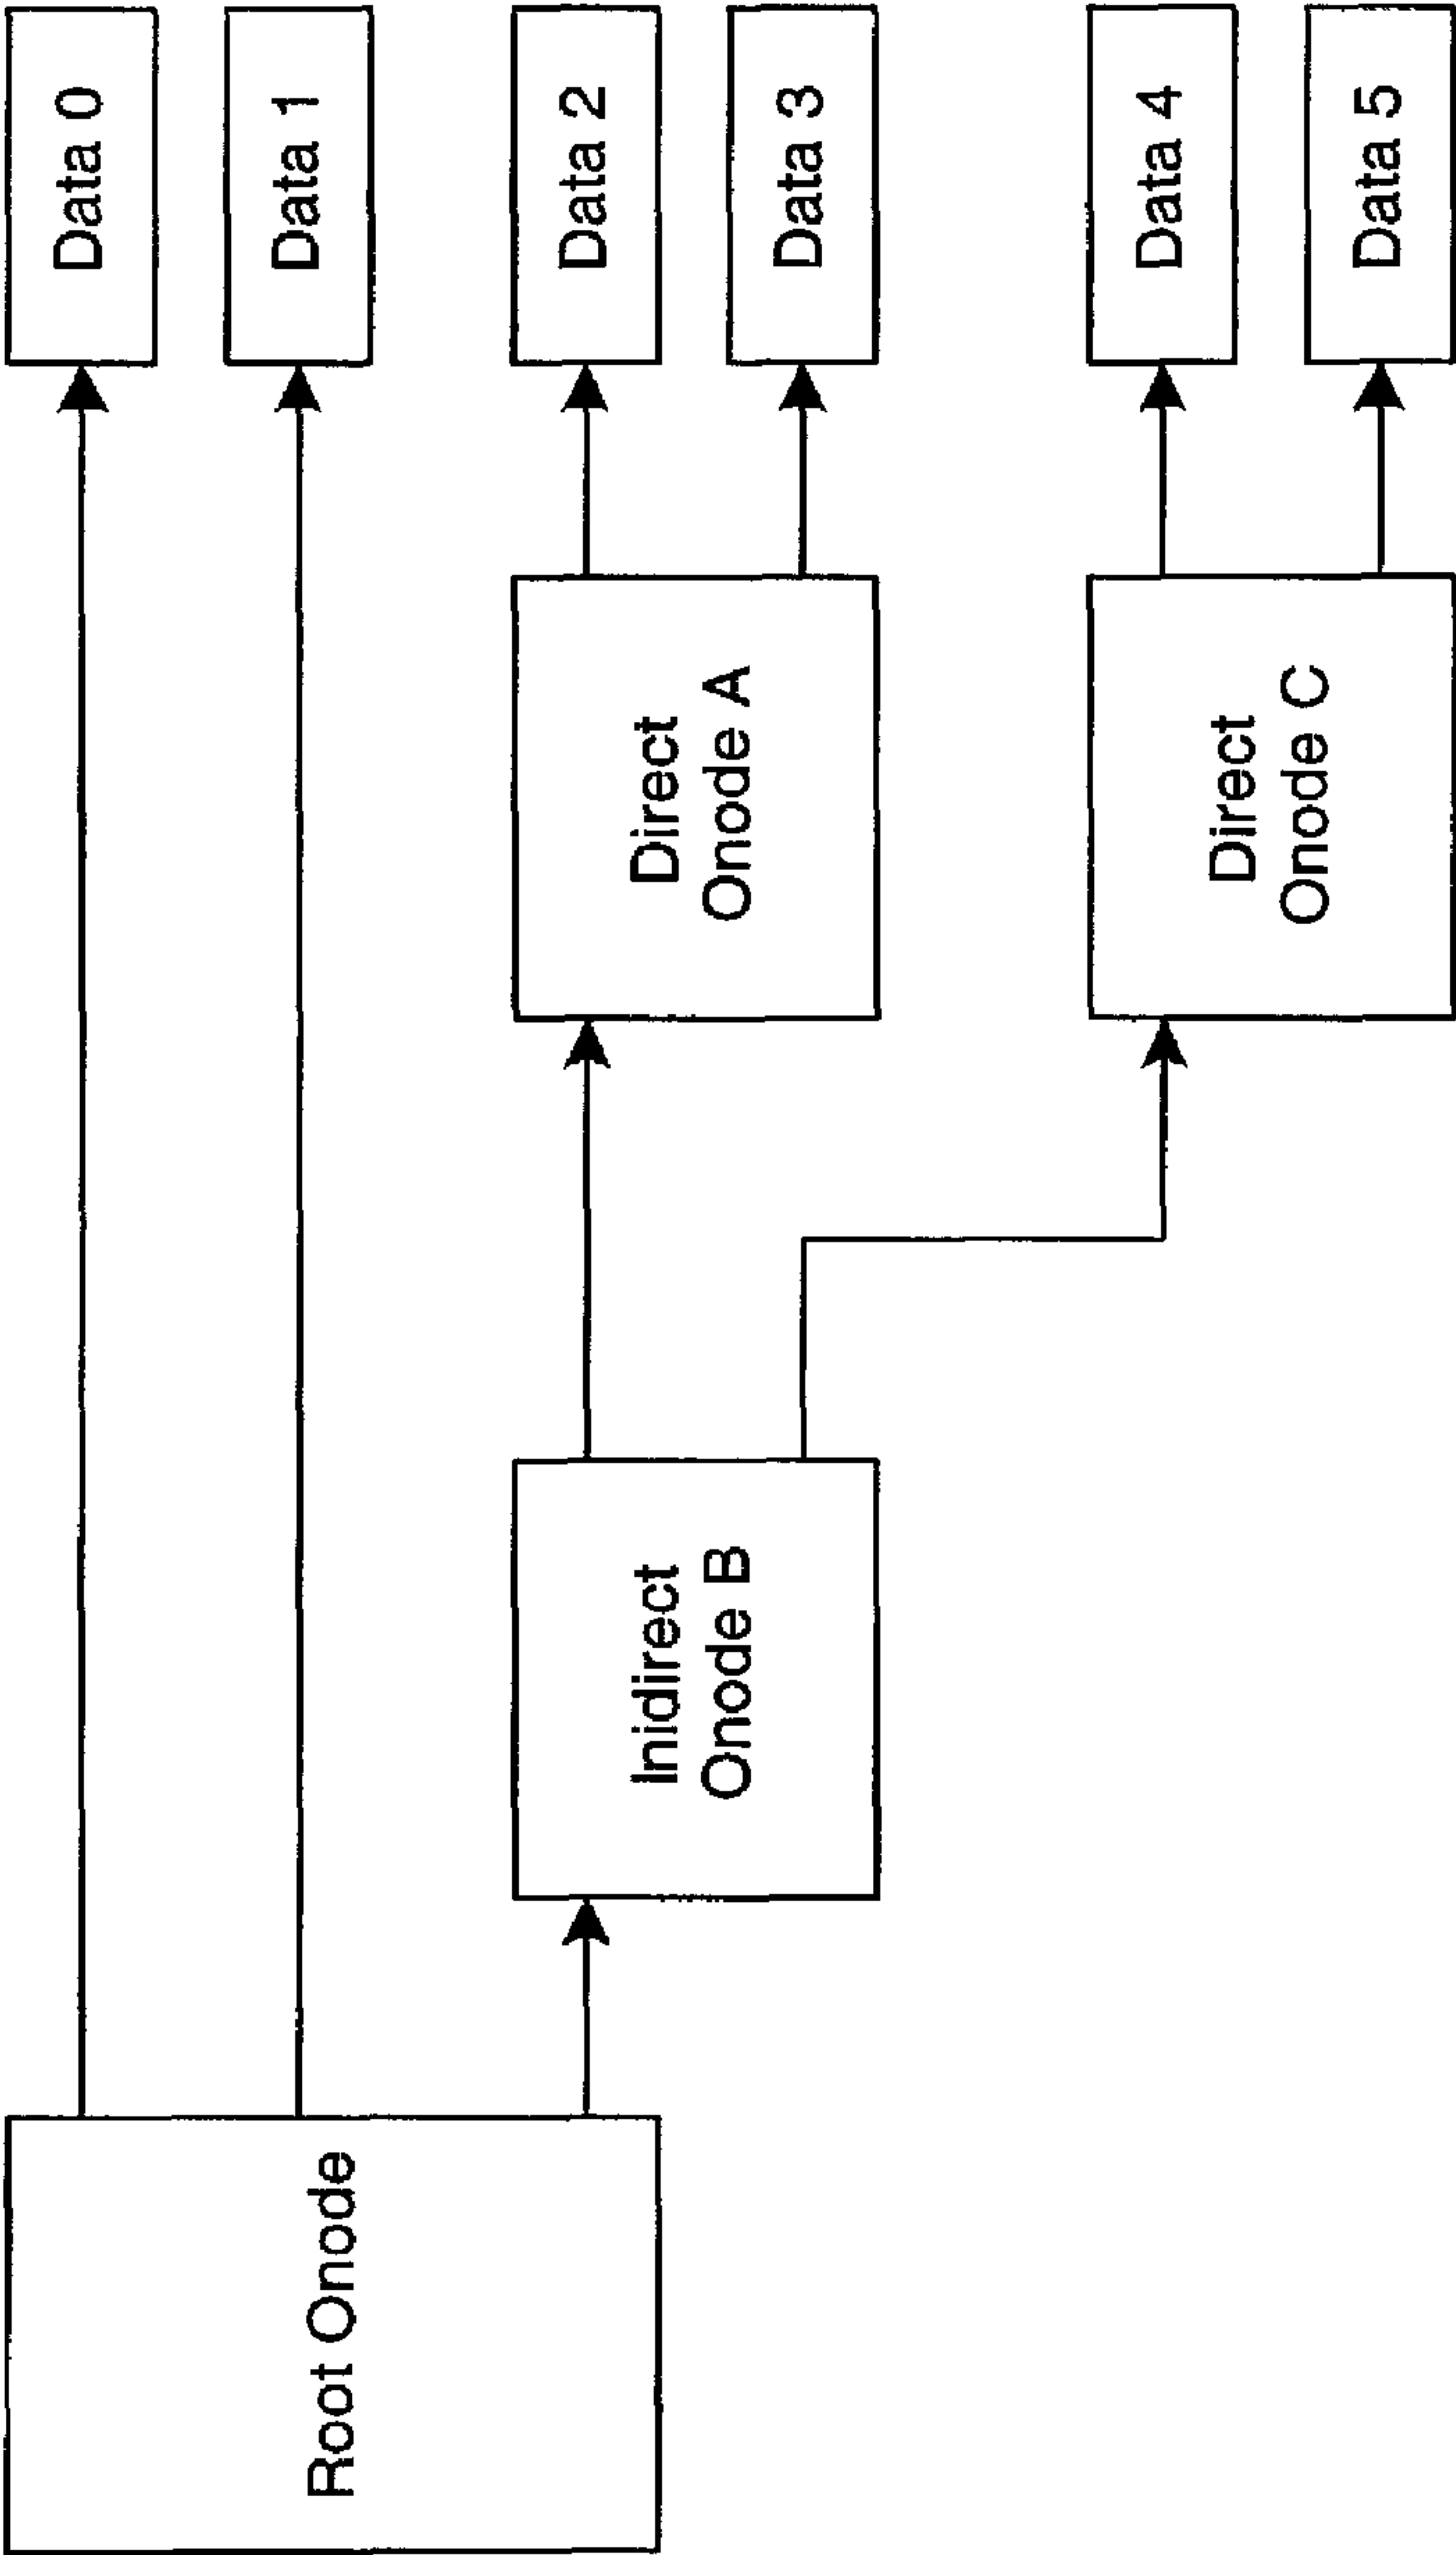 Root Onode
Data 0
Data 1
Inidirect
Onode B
Direct
Onode A
Data 2
Data 3
Direct
Onode C
Data 4
Data 5